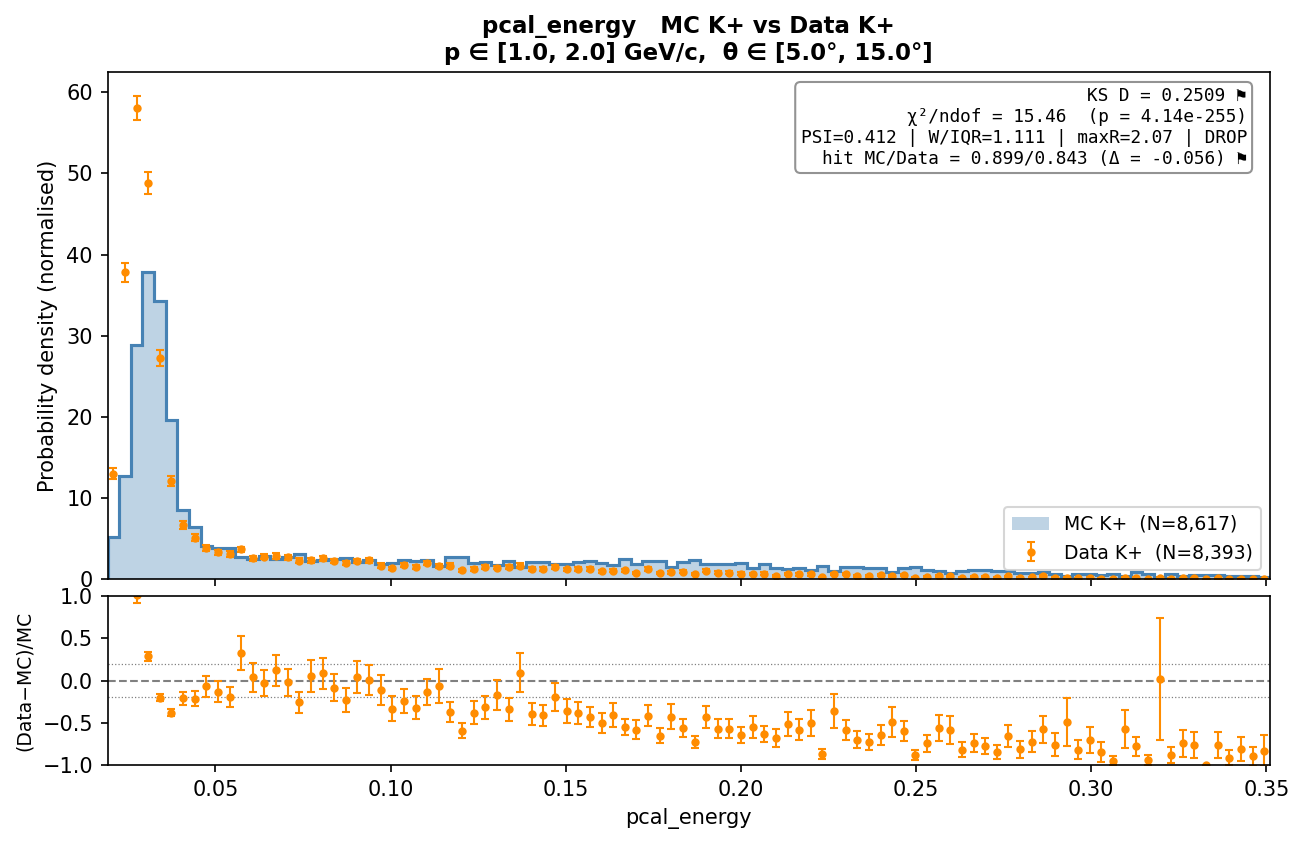 pcal_energy   MC K+ vs Data K+
p ∈ [1.0, 2.0] GeV/c,  θ ∈ [5.0°, 15.0°]
Probability density (normalised)
60
50
40
30
20
10
0
KS D = 0.2509 ⚑
χ²/ndof = 15.46  (p = 4.14e-255)
PSI=0.412 | W/IQR=1.111 | maxR=2.07 | DROP
hit MC/Data = 0.899/0.843 (Δ = -0.056) ⚑
MC K+  (N=8,617)
Data K+  (N=8,393)
(Data−MC)/MC
1.0
0.5
0.0
−0.5
−1.0
0.05 0.10 0.15 0.20 0.25 0.30 0.35
pcal_energy